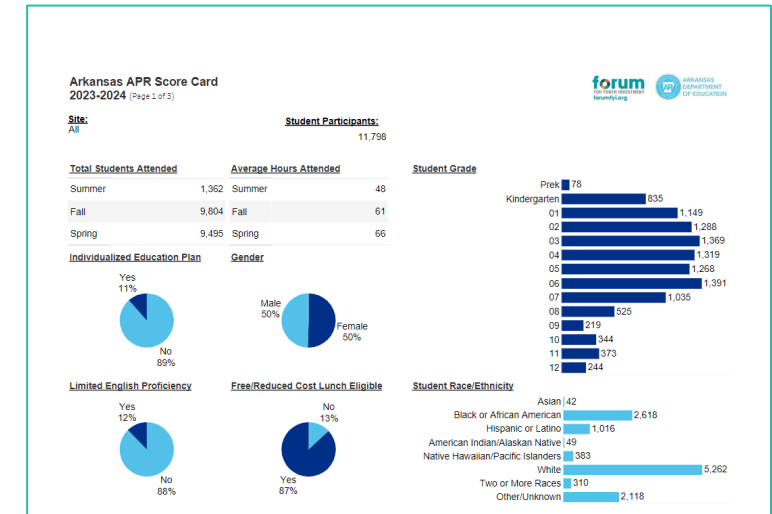 Arkansas APR Score Card
2023-2024 (Page 1 of 3)
forum
FOR YOUTH INVESTMENT
forumfyi.org
ARKANSAS
DEPARTMENT
OF EDUCATION
Site:
All
Student Participants:
11,798
Total Students Attended
Summer 1,362
Fall 9,804
Spring 9,495
Average Hours Attended
Summer 48
Fall 61
Spring 66
Student Grade
Prek 78
Kindergarten 835
01 1,149
02 1,288
03 1,369
04 1,319
05 1,268
06 1,391
07 1,035
08 525
09 219
10 344
11 373
12 244
Individualized Education Plan
Yes
11%
No
89%
Gender
Male
50%
Female
50%
Limited English Proficiency
Yes
12%
No
88%
Free/Reduced Cost Lunch Eligible
No
13%
Yes
87%
Student Race/Ethnicity
Asian 42
Black or African American 2,618
Hispanic or Latino 1,016
American Indian/Alaskan Native 49
Native Hawaiian/Pacific Islanders 383
White 5,262
Two or More Races 310
Other/Unknown 2,118